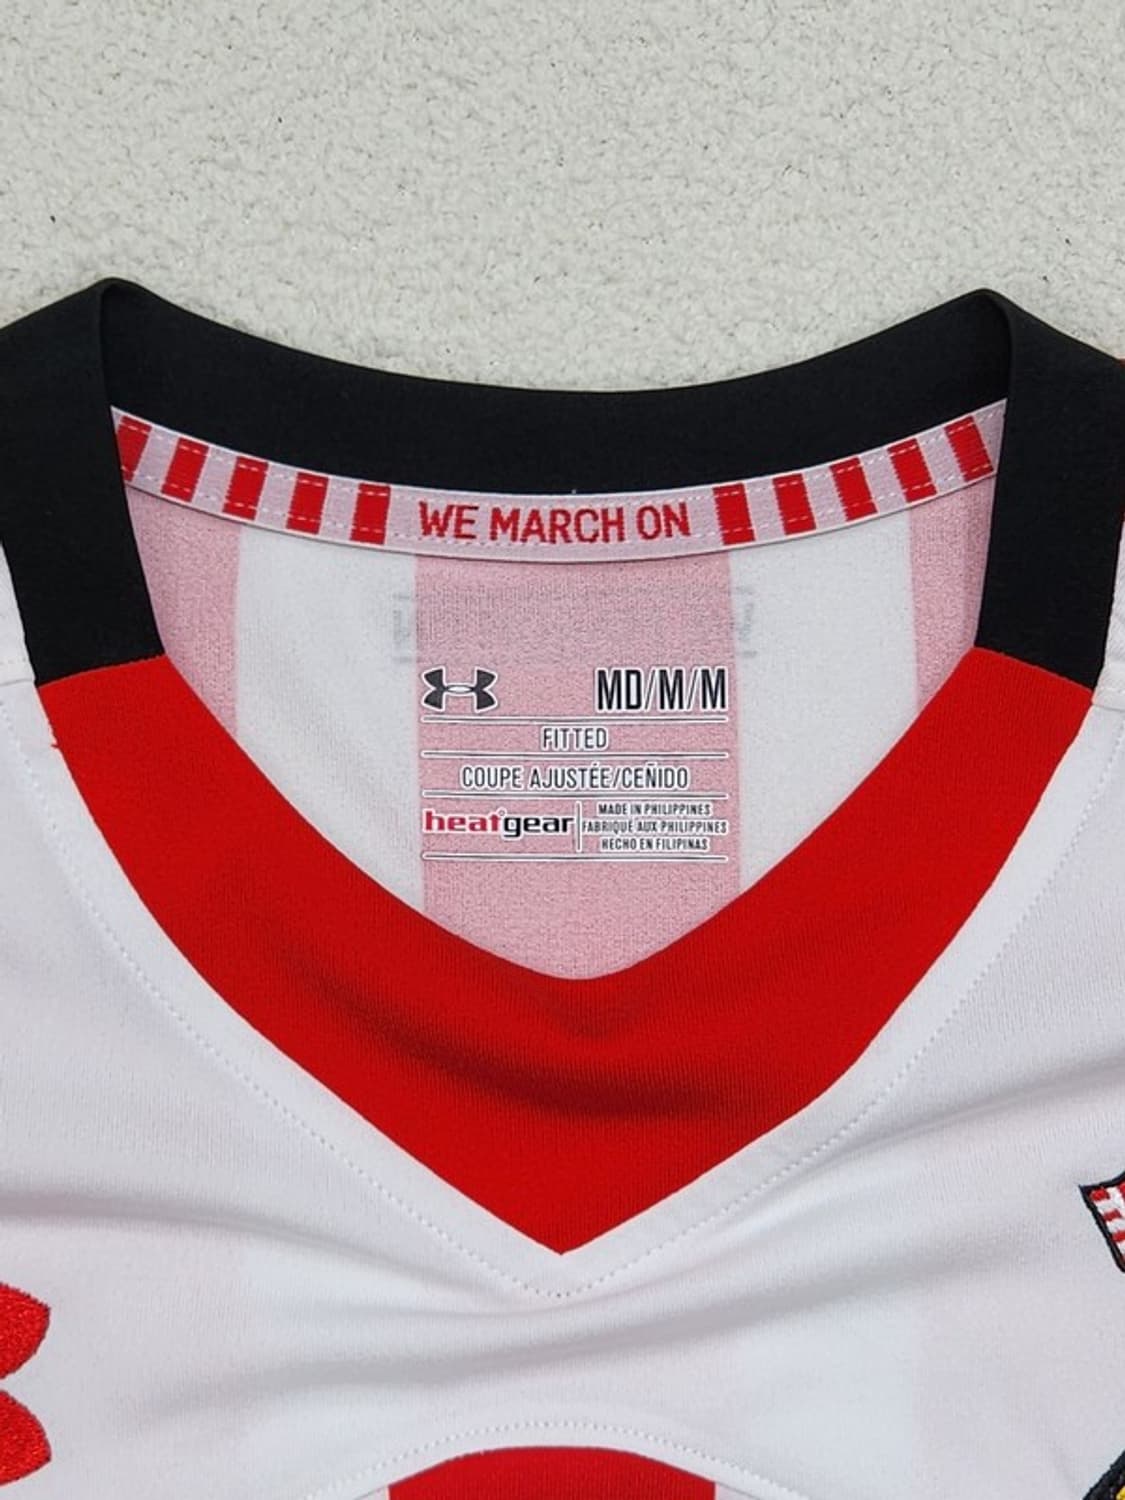 WE MARCH ON
MD/M/M
FITTED
COUPE AJUSTÉE/CEÑIDO
heatgear
MADE IN PHILIPPINES
FABRIQUÉ AUX PHILIPPINES
HECHO EN FILIPINAS